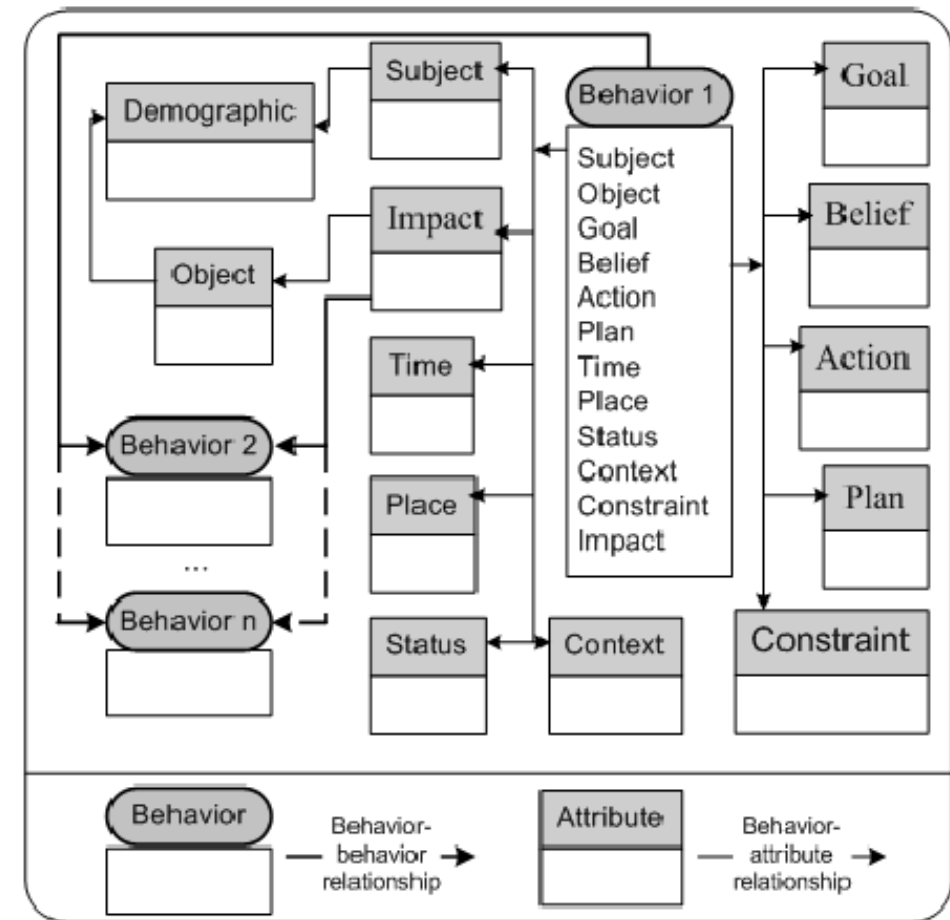 Subject
Behavior 1
Goal
Demographic
Subject
Object
Goal
Belief
Action
Plan
Time
Place
Status
Context
Constraint
Impact
Impact
Belief
Object
Time
Action
Behavior 2
Place
Plan
...
Behavior n
Status
Context
Constraint
Behavior
Behavior-
behavior
relationship
Attribute
Behavior-
attribute
relationship